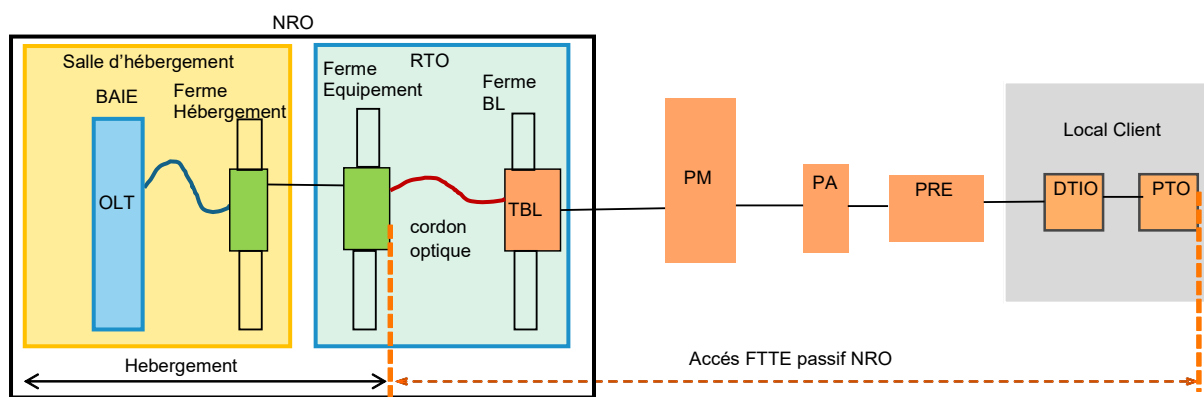 NRO
Salle d'hébergement
BAIE
Ferme
Hébergement
OLT
RTO
Ferme
Equipement
Ferme
BL
cordon
optique
TBL
PM
PA
PRE
Local Client
DTIO
PTO
Hebergement
Accés FTTE passif NRO